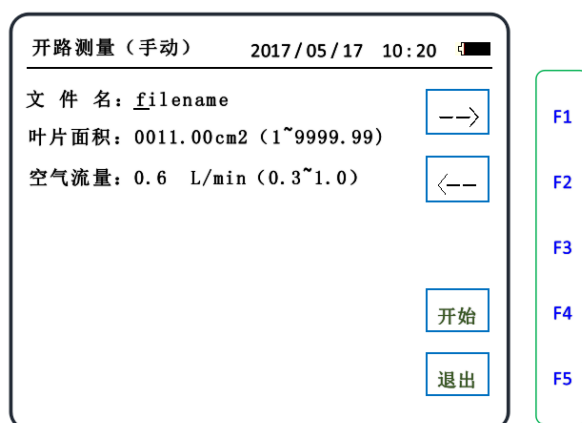 开路测量（手动） 2017/05/17 10:20
文 件 名：filename
-->
F1
叶片面积：0011.00cm2（1~9999.99）
空气流量：0.6 L/min（0.3~1.0）
<--
F2
F3
开始
F4
退出
F5